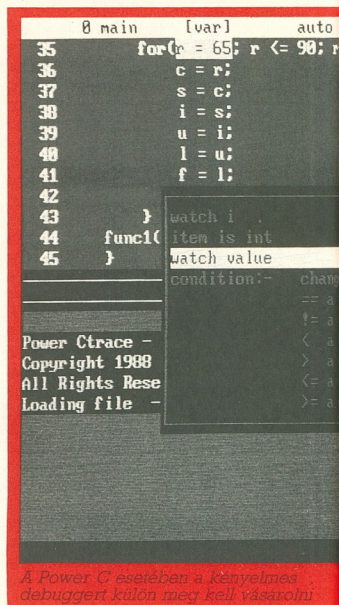 0 main [var] auto
35 for(r = 65; r <= 90; r
36 c = r;
37 s = c;
38 i = s;
39 u = i;
40 l = u;
41 f = l;
42
43 }
44 func1(
45 }
watch i .
item is int
watch value
condition:- chang
== a
!= a
< a
> a
<= a
>= a
Power Ctrace -
Copyright 1988
All Rights Rese
Loading file -
A Power C esetében a kényelmes
debuggert külön meg kell vásárolni